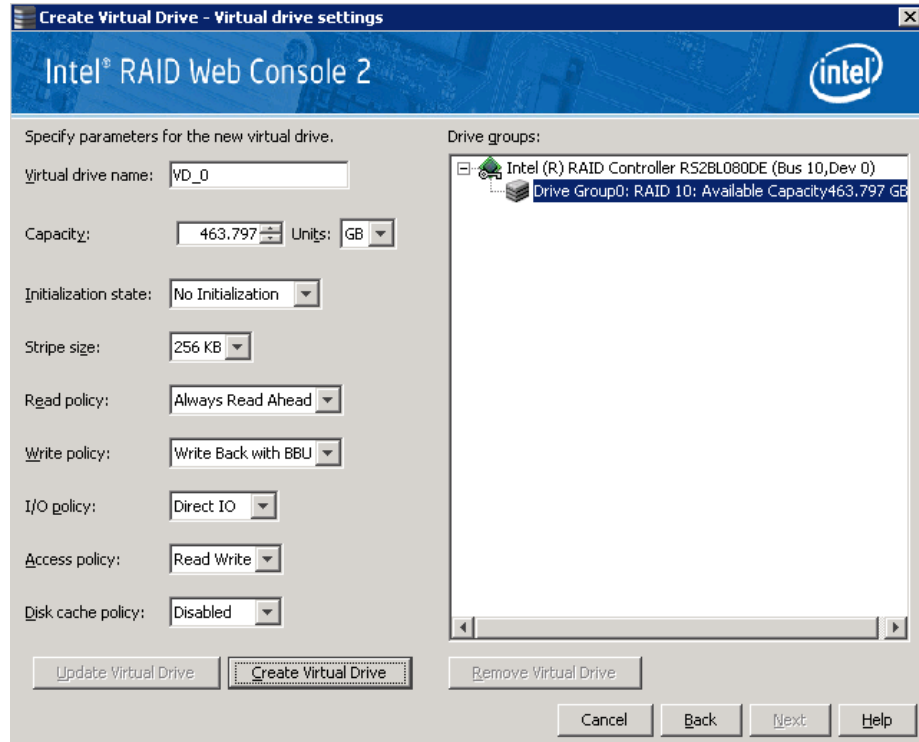 Create Virtual Drive - Virtual drive settings
Intel® RAID Web Console 2
intel
Specify parameters for the new virtual drive.
Virtual drive name: VD_0
Capacity: 463.797 Units: GB
Initialization state: No Initialization
Stripe size: 256 KB
Read policy: Always Read Ahead
Write policy: Write Back with BBU
I/O policy: Direct IO
Access policy: Read Write
Disk cache policy: Disabled
Update Virtual Drive Create Virtual Drive
Drive groups:
Intel (R) RAID Controller RS2BL080DE (Bus 10,Dev 0)
Drive Group0: RAID 10: Available Capacity463.797 GB
Remove Virtual Drive
Cancel Back Next Help